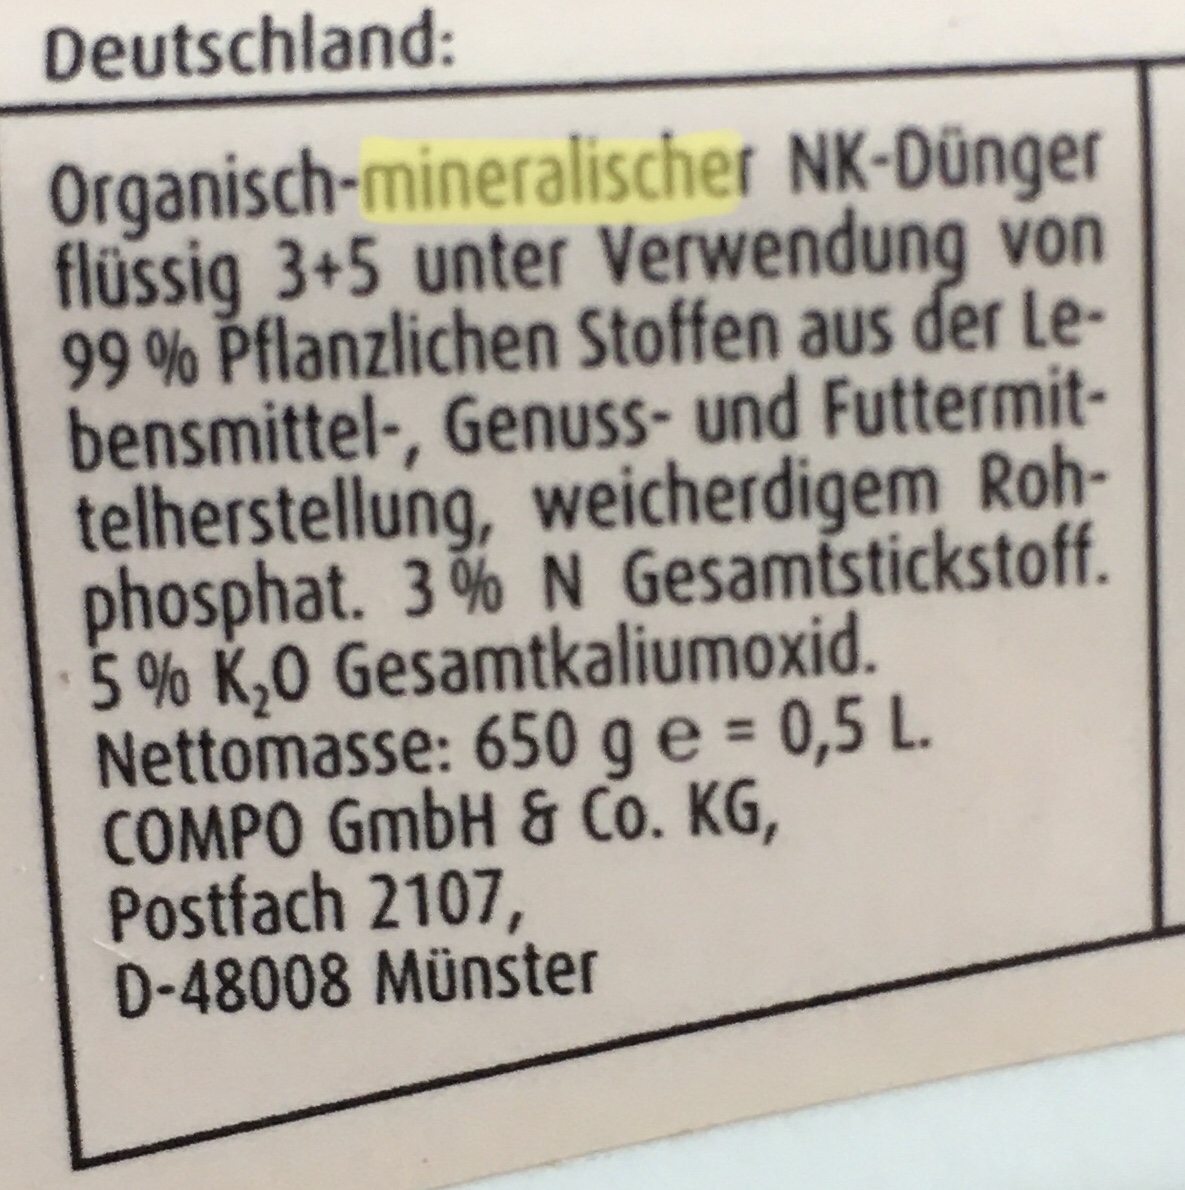 Deutschland:
Organisch-mineralischer NK-Dünger
flüssig 3+5 unter Verwendung von
99 % Pflanzlichen Stoffen aus der Le-
bensmittel-, Genuss- und Futtermit-
telherstellung, weicherdigem Roh-
phosphat. 3 % N Gesamtstickstoff.
5 % K₂O Gesamtkaliumoxid.
Nettomasse: 650 g ℮ = 0,5 L.
COMPO GmbH & Co. KG,
Postfach 2107,
D-48008 Münster